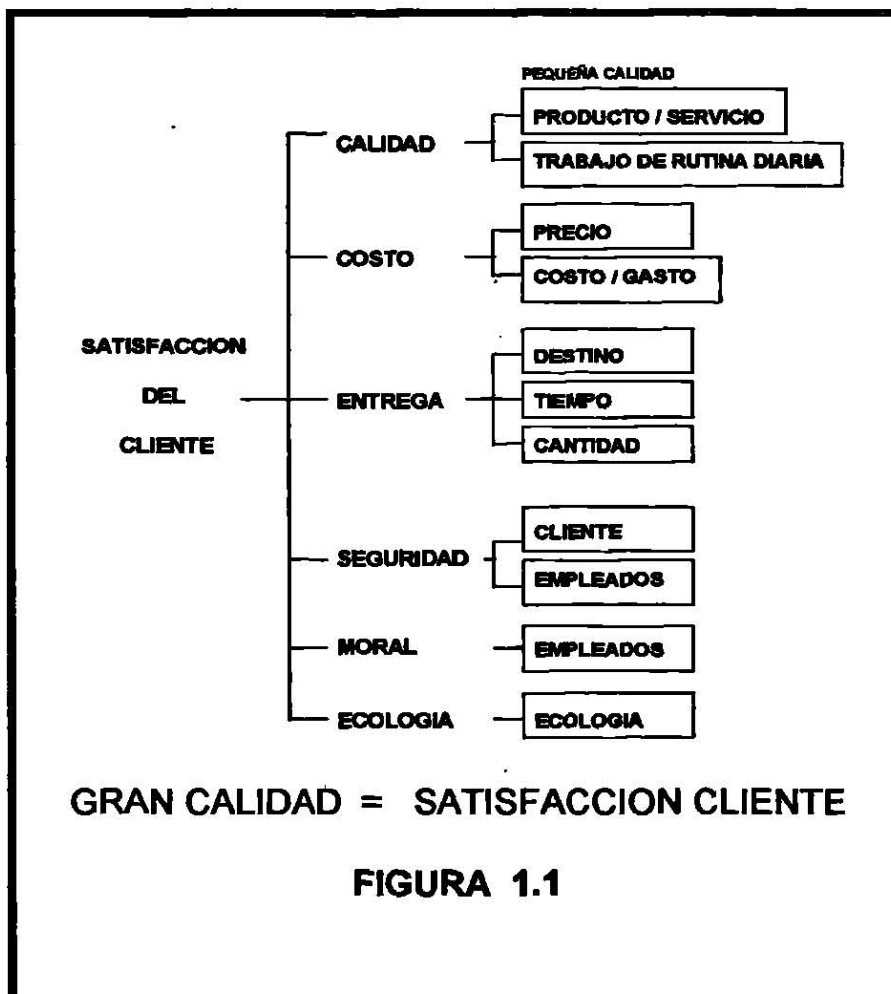 PEQUEÑA CALIDAD
PRODUCTO / SERVICIO
CALIDAD
TRABAJO DE RUTINA DIARIA
PRECIO
COSTO
COSTO / GASTO
SATISFACCION
DEL
CLIENTE
DESTINO
ENTREGA
TIEMPO
CANTIDAD
CLIENTE
SEGURIDAD
EMPLEADOS
MORAL
EMPLEADOS
ECOLOGIA
ECOLOGIA
GRAN CALIDAD = SATISFACCION CLIENTE
FIGURA 1.1